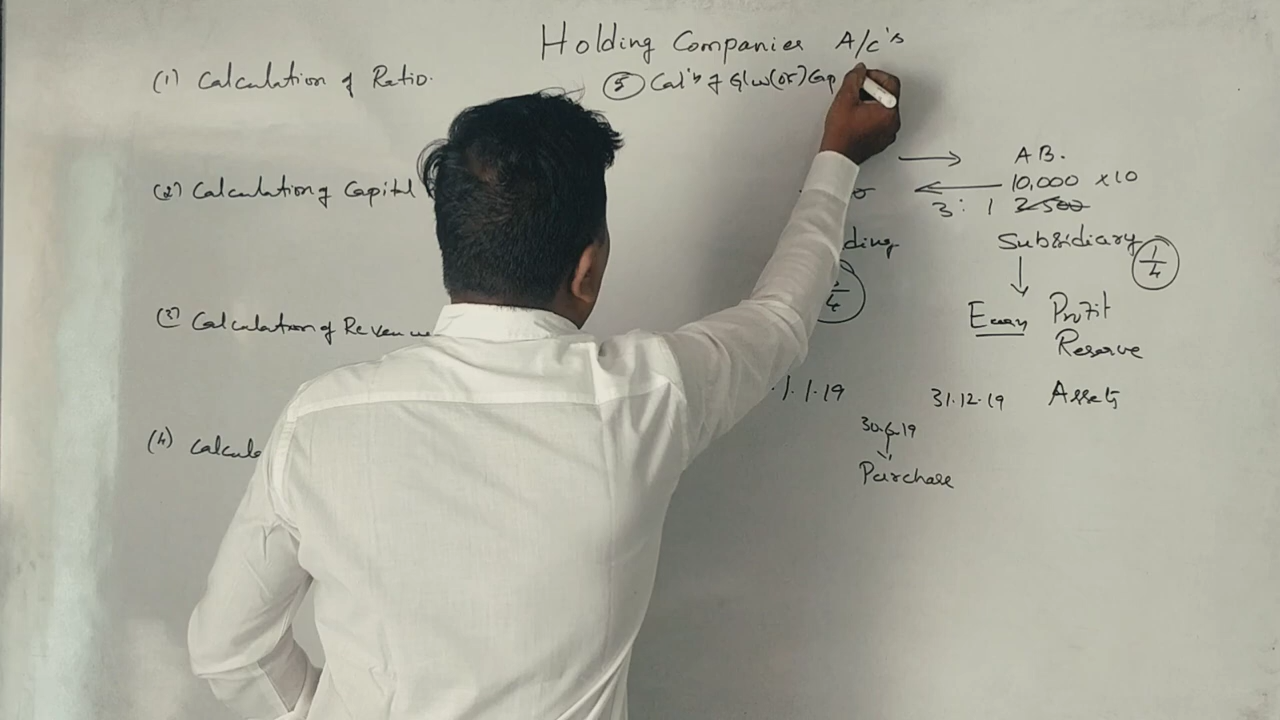 Holding Companies A/c's
(1) Calculation of Ratio.
(5) Cal'n of G/w (or) Cap
(2) Calculation of Capital
(3) Calculation of Revenue
(4) Calcula
→ AB.
← 10,000 ×10
3 : 1 2500
ding Subsidiary 1/4
4
↓
Every Profit
Reserve
1.1.19 31.12.19 Assets
30.6.19
↓
Purchase